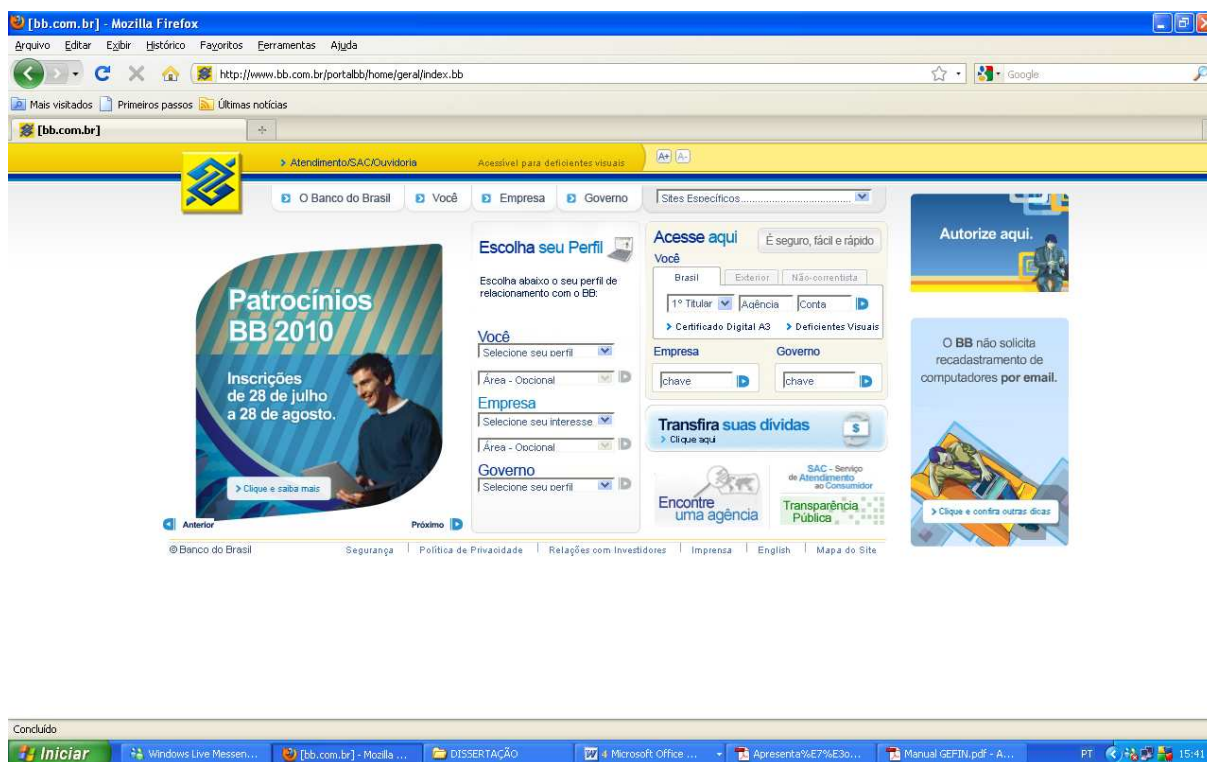 [bb.com.br] - Mozilla Firefox
Arquivo Editar Exibir Histórico Favoritos Ferramentas Ajuda
http://www.bb.com.br/portalbb/home/geral/index.bb
Google
Mais visitados Primeiros passos Últimas notícias
[bb.com.br]
Atendimento/SAC/Ouvidoria Acessível para deficientes visuais A+ A-
O Banco do Brasil Você Empresa Governo Sites Específicos
Patrocínios
BB 2010
Inscrições
de 28 de julho
a 28 de agosto.
Clique e saiba mais
Anterior Próximo
Escolha seu Perfil
Escolha abaixo o seu perfil de
relacionamento com o BB:
Você
Selecione seu perfil
Área - Opcional
Empresa
Selecione seu interesse
Área - Opcional
Governo
Selecione seu perfil
Acesse aqui É seguro, fácil e rápido
Você
Brasil Exterior Não-correntista
1º Titular Agência Conta
Certificado Digital A3 Deficientes Visuais
Empresa Governo
chave chave
Transfira suas dívidas
Clique aqui
$
Encontre
uma agência
SAC - Serviço
de Atendimento
ao Consumidor
Transparência
Pública
Autorize aqui.
O BB não solicita
recadastramento de
computadores por email.
Clique e confira outras dicas
© Banco do Brasil Segurança Política de Privacidade Relações com Investidores Imprensa English Mapa do Site
Concluído
Iniciar Windows Live Messen... [bb.com.br] - Mozilla ... DISSERTAÇÃO 4 Microsoft Office ... Apresenta%E7%E3o... Manual GEFIN.pdf - A... PT 15:41